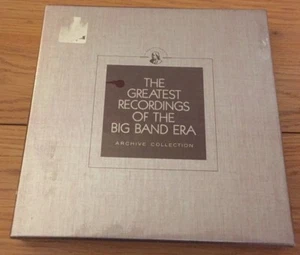 THE
GREATEST
RECORDINGS
OF THE
BIG BAND ERA
ARCHIVE COLLECTION